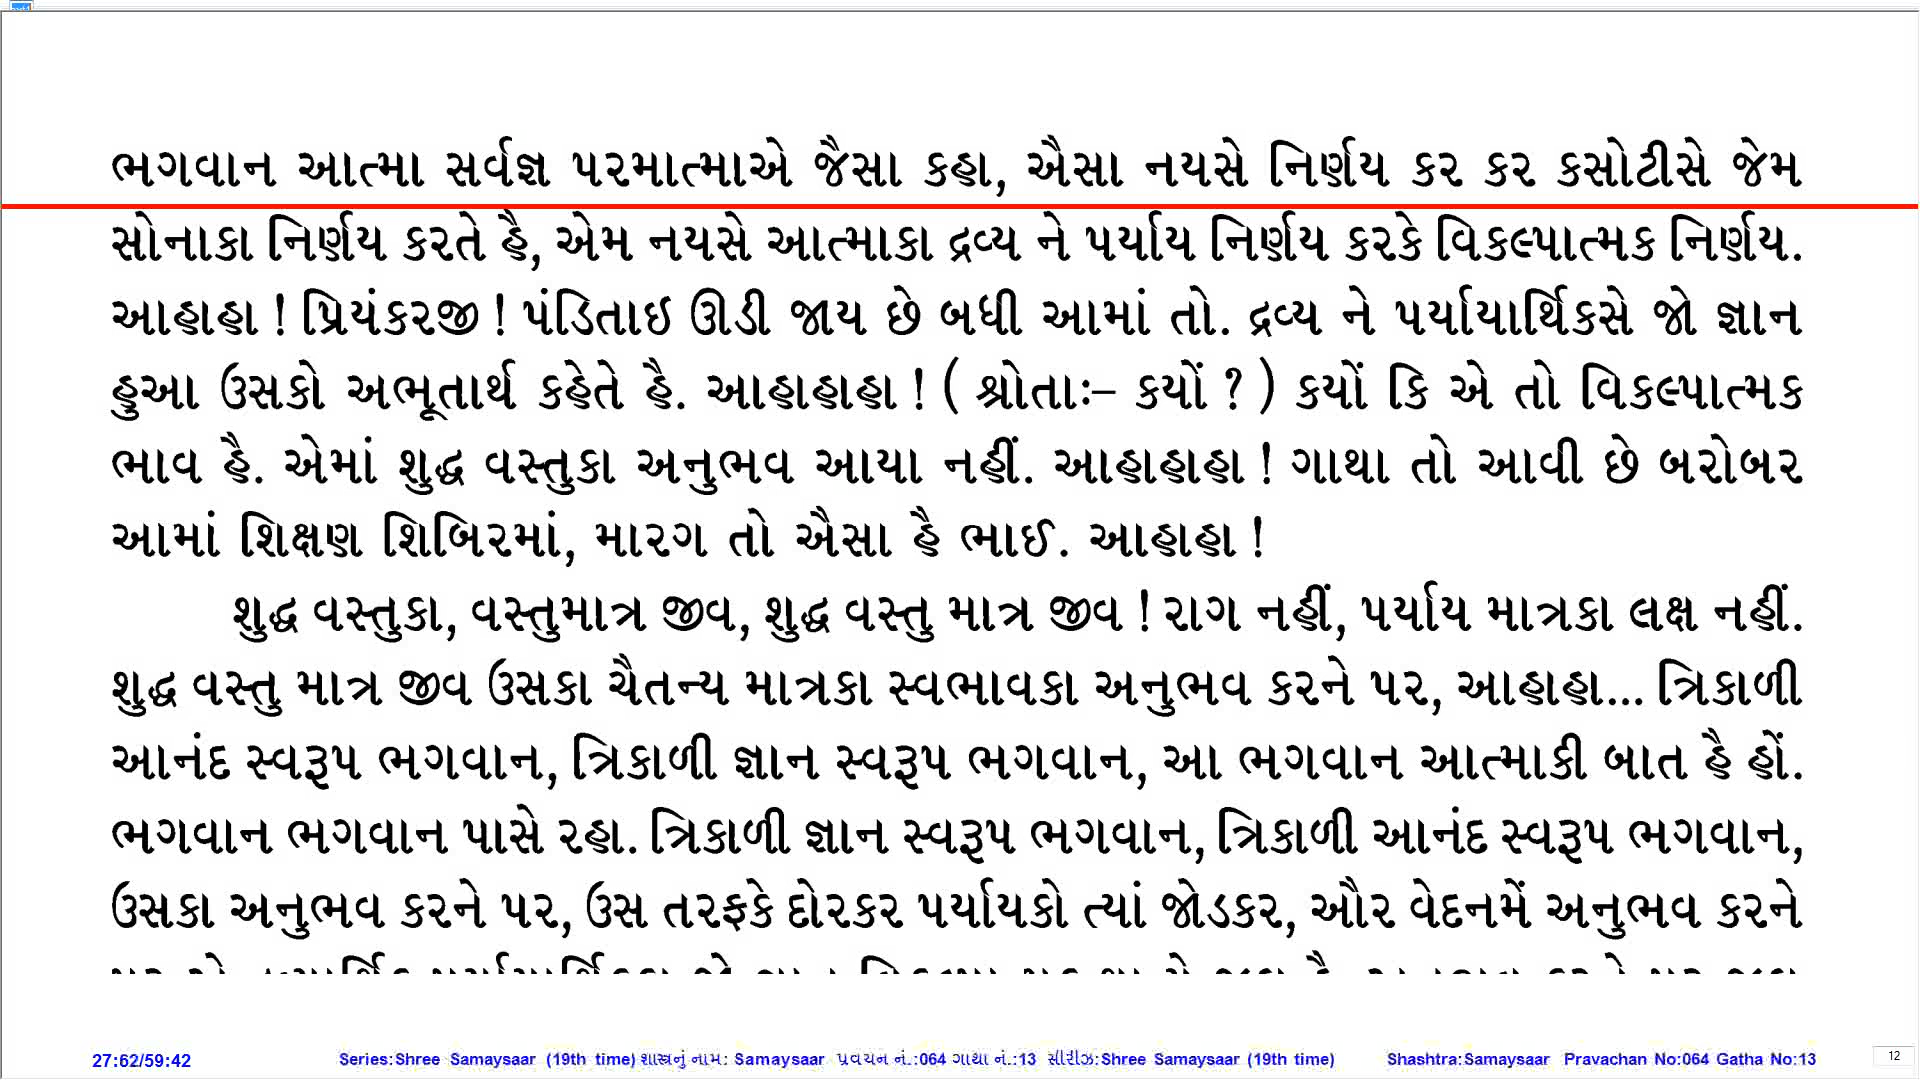 ભગવાન આત્મા સર્વજ્ઞ પરમાત્માએ જૈસા કહા, ઐસા નયસે નિર્ણય કર કર કસોટીસે જેમ
સોનાકા નિર્ણય કરતે હૈ, એમ નયસે આત્માકા દ્રવ્ય ને પર્યાય નિર્ણય કરકે વિકલ્પાત્મક નિર્ણય.
આહાહા ! પ્રિયંકરજી ! પંડિતાઇ ઊડી જાય છે બધી આમાં તો. દ્રવ્ય ને પર્યાયાર્થિકસે જો જ્ઞાન
હુઆ ઉસકો અભૂતાર્થ કહેતે હૈ. આહાહાહા ! ( શ્રોતાઃ– કયોં ? ) કયોં કિ એ તો વિકલ્પાત્મક
ભાવ હૈ. એમાં શુદ્ધ વસ્તુકા અનુભવ આયા નહીં. આહાહાહા ! ગાથા તો આવી છે બરોબર
આમાં શિક્ષણ શિબિરમાં, મારગ તો ઐસા હૈ ભાઈ. આહાહા !
શુદ્ધ વસ્તુકા, વસ્તુમાત્ર જીવ, શુદ્ધ વસ્તુ માત્ર જીવ ! રાગ નહીં, પર્યાય માત્રકા લક્ષ નહીં.
શુદ્ધ વસ્તુ માત્ર જીવ ઉસકા ચૈતન્ય માત્રકા સ્વભાવકા અનુભવ કરને પર, આહાહા... ત્રિકાળી
આનંદ સ્વરૂપ ભગવાન, ત્રિકાળી જ્ઞાન સ્વરૂપ ભગવાન, આ ભગવાન આત્માકી બાત હૈ હોં.
ભગવાન ભગવાન પાસે રહા. ત્રિકાળી જ્ઞાન સ્વરૂપ ભગવાન, ત્રિકાળી આનંદ સ્વરૂપ ભગવાન,
ઉસકા અનુભવ કરને પર, ઉસ તરફકે દોરકર પર્યાયકો ત્યાં જોડકર, ઔર વેદનમેં અનુભવ કરને
27:62/59:42 Series:Shree Samaysaar (19th time) શાસ્ત્રનું નામ: Samaysaar પ્રવચન નં.:064 ગાથા નં.:13 સીરીઝ:Shree Samaysaar (19th time) Shashtra:Samaysaar Pravachan No:064 Gatha No:13 12